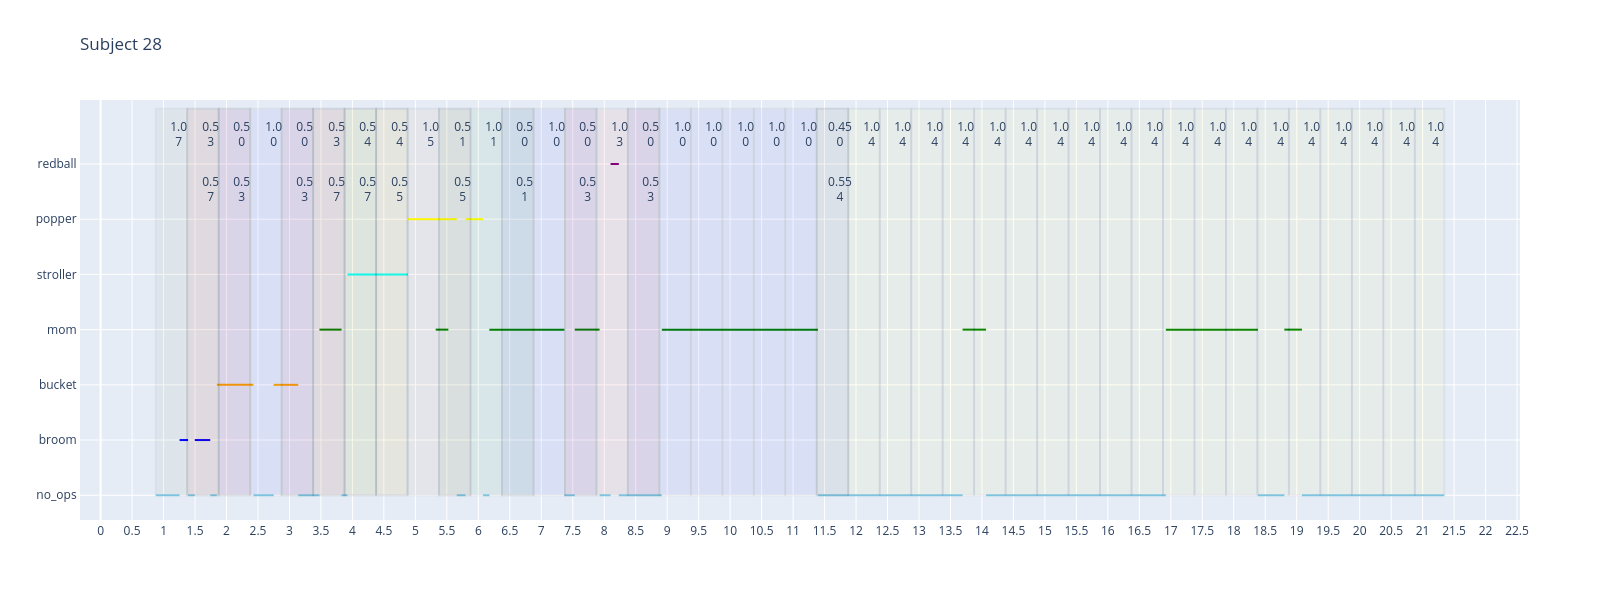 Subject 28
1.0 0.5 0.5 1.0 0.5 0.5 0.5 0.5 1.0 0.5 1.0 0.5 1.0 0.5 1.0 0.5 1.0 1.0 1.0 1.0 1.0 0.45 1.0 1.0 1.0 1.0 1.0 1.0 1.0 1.0 1.0 1.0 1.0 1.0 1.0 1.0 1.0 1.0 1.0 1.0 1.0
7 3 0 0 0 3 4 4 5 1 1 0 0 0 3 0 0 0 0 0 0 0 4 4 4 4 4 4 4 4 4 4 4 4 4 4 4 4 4 4 4
redball
0.5 0.5 0.5 0.5 0.5 0.5 0.5 0.5 0.5 0.5 0.55
7 3 3 7 7 5 5 1 3 3 4
popper
stroller
mom
bucket
broom
no_ops
0 0.5 1 1.5 2 2.5 3 3.5 4 4.5 5 5.5 6 6.5 7 7.5 8 8.5 9 9.5 10 10.5 11 11.5 12 12.5 13 13.5 14 14.5 15 15.5 16 16.5 17 17.5 18 18.5 19 19.5 20 20.5 21 21.5 22 22.5